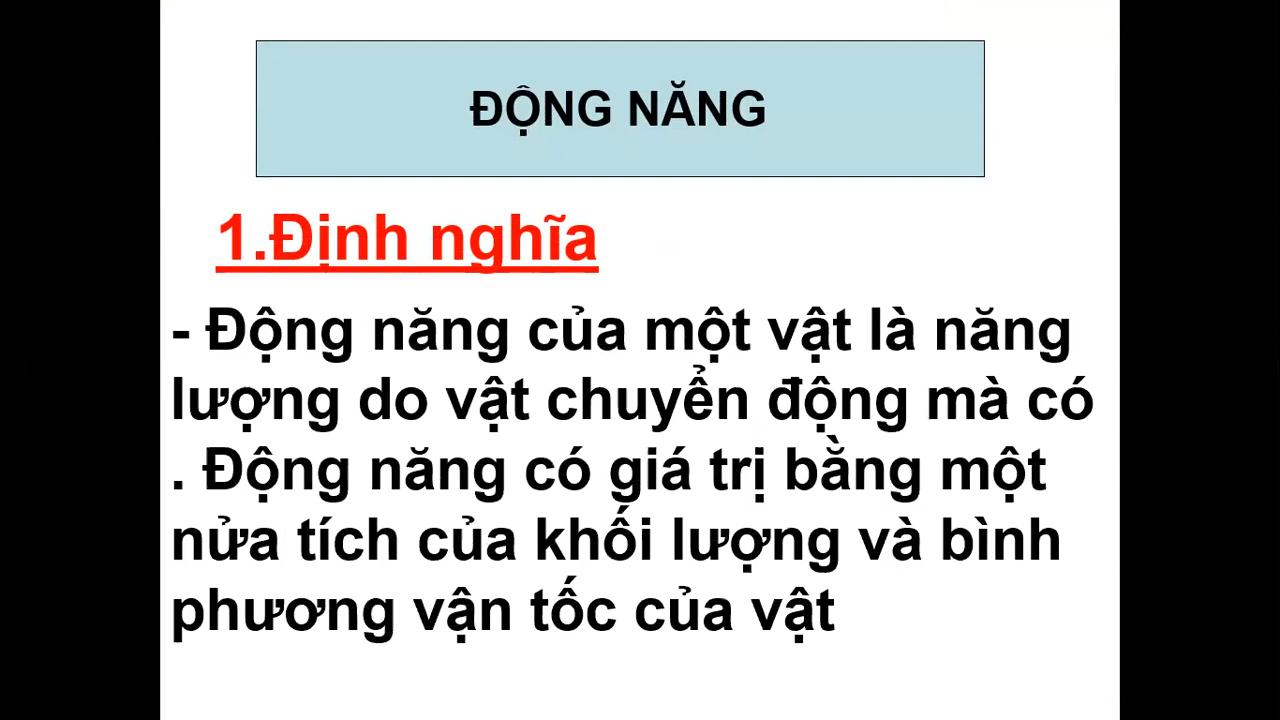 ĐỘNG NĂNG
1.Định nghĩa
- Động năng của một vật là năng
lượng do vật chuyển động mà có
. Động năng có giá trị bằng một
nửa tích của khối lượng và bình
phương vận tốc của vật